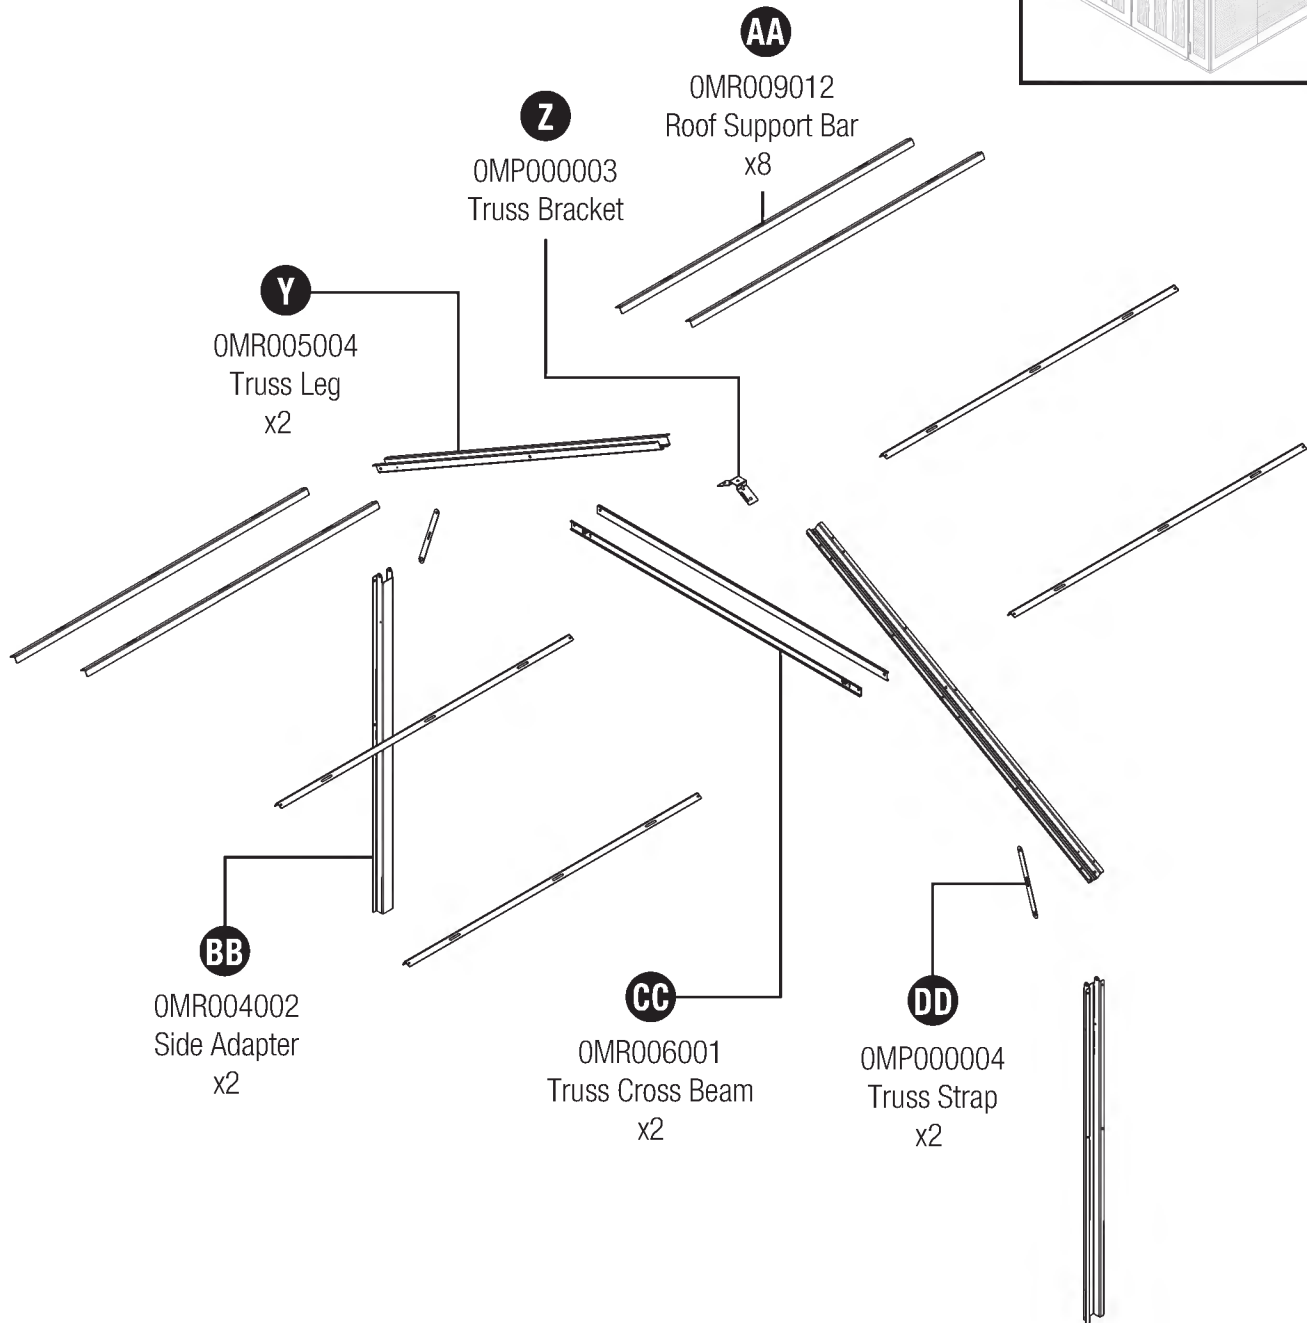 AA
0MR009012
Roof Support Bar
x8
Z
0MP000003
Truss Bracket
Y
0MR005004
Truss Leg
x2
BB
0MR004002
Side Adapter
x2
CC
0MR006001
Truss Cross Beam
x2
DD
0MP000004
Truss Strap
x2